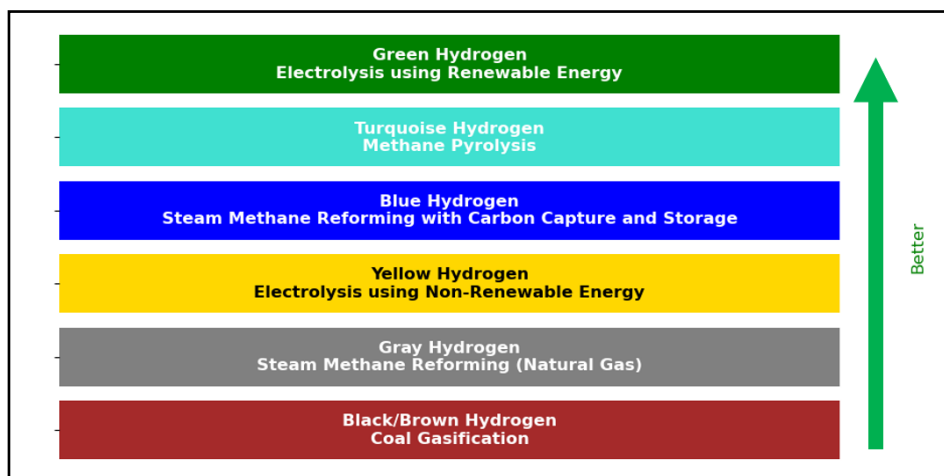 Green Hydrogen
Electrolysis using Renewable Energy
Turquoise Hydrogen
Methane Pyrolysis
Blue Hydrogen
Steam Methane Reforming with Carbon Capture and Storage
Yellow Hydrogen
Electrolysis using Non-Renewable Energy
Gray Hydrogen
Steam Methane Reforming (Natural Gas)
Black/Brown Hydrogen
Coal Gasification
Better